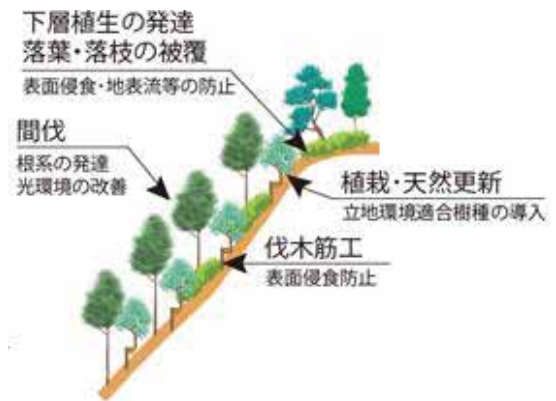 下層植生の発達
落葉・落枝の被覆
表面侵食・地表流等の防止
間伐
根系の発達
光環境の改善
植栽・天然更新
立地環境適合樹種の導入
伐木筋工
表面侵食防止